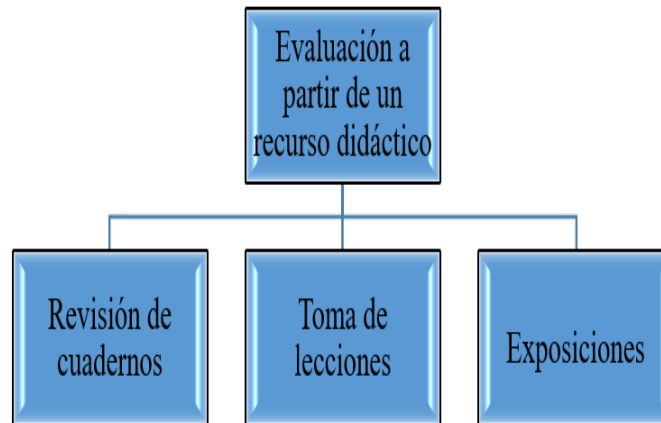 Evaluación a
partir de un
recurso didáctico
Revisión de
cuadernos
Toma de
lecciones
Exposiciones